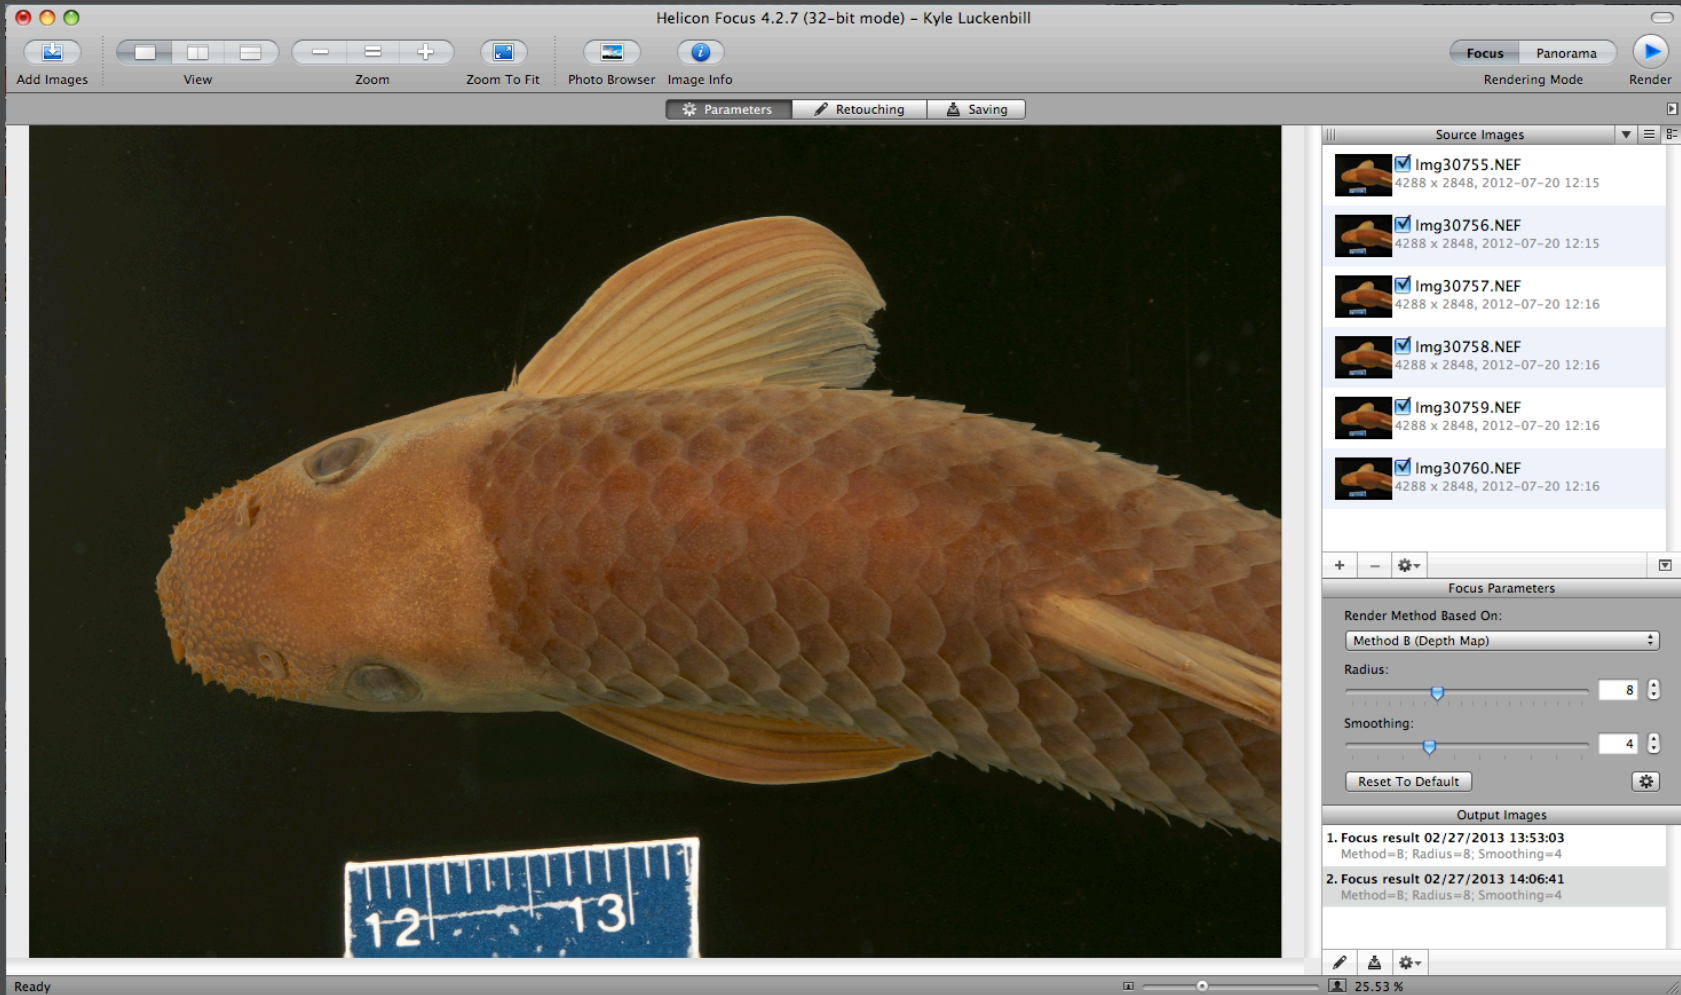 Helicon Focus 4.2.7 (32-bit mode) - Kyle Luckenbill
Add Images
View
Zoom
Zoom To Fit
Photo Browser
Image Info
Focus
Panorama
Rendering Mode
Render
Parameters
Retouching
Saving
Source Images
Img30755.NEF
4288 x 2848, 2012-07-20 12:15
Img30756.NEF
4288 x 2848, 2012-07-20 12:15
Img30757.NEF
4288 x 2848, 2012-07-20 12:16
Img30758.NEF
4288 x 2848, 2012-07-20 12:16
Img30759.NEF
4288 x 2848, 2012-07-20 12:16
Img30760.NEF
4288 x 2848, 2012-07-20 12:16
Focus Parameters
Render Method Based On:
Method B (Depth Map)
Radius:
8
Smoothing:
4
Reset To Default
Output Images
1. Focus result 02/27/2013 13:53:03
Method=B; Radius=8; Smoothing=4
2. Focus result 02/27/2013 14:06:41
Method=B; Radius=8; Smoothing=4
12 13
Ready
25.53 %